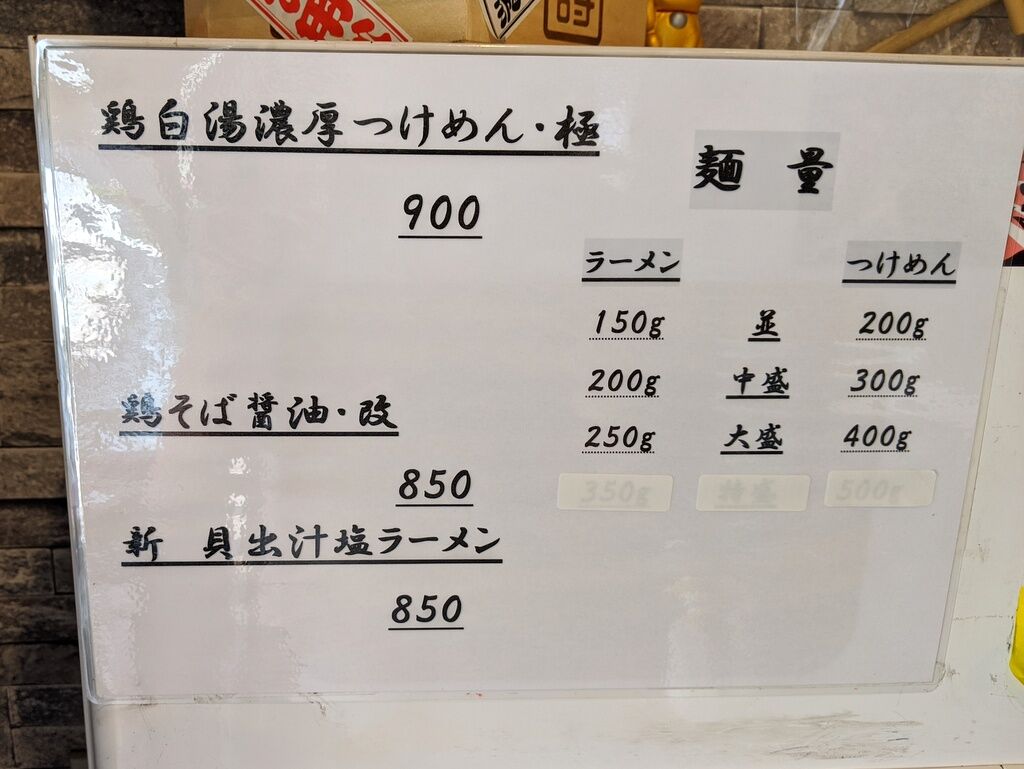 鶏白湯濃厚つけめん・極
900
鶏そば醤油・改
850
新 貝出汁塩ラーメン
850
麺 量
ラーメン つけめん
150g 並 200g
200g 中盛 300g
250g 大盛 400g
350g 特盛 500g